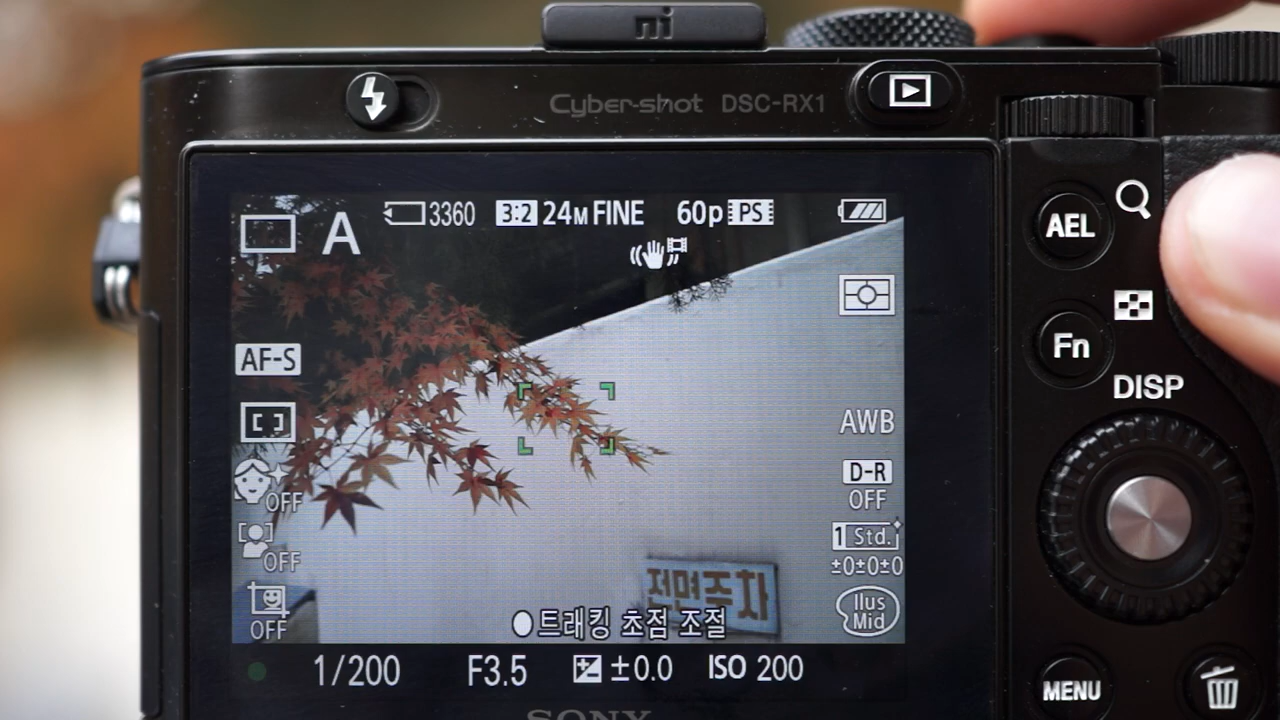 ni
Cyber-shot DSC-RX1
A 3360 3:2 24M FINE 60p PS
AEL
AF-S
Fn
DISP
AWB
D-R
OFF
OFF
1 Std.
±0±0±0
OFF
전면주차
Ilus
Mid
트래킹 초점 조절
OFF
1/200 F3.5 ±0.0 ISO 200
MENU
SONY